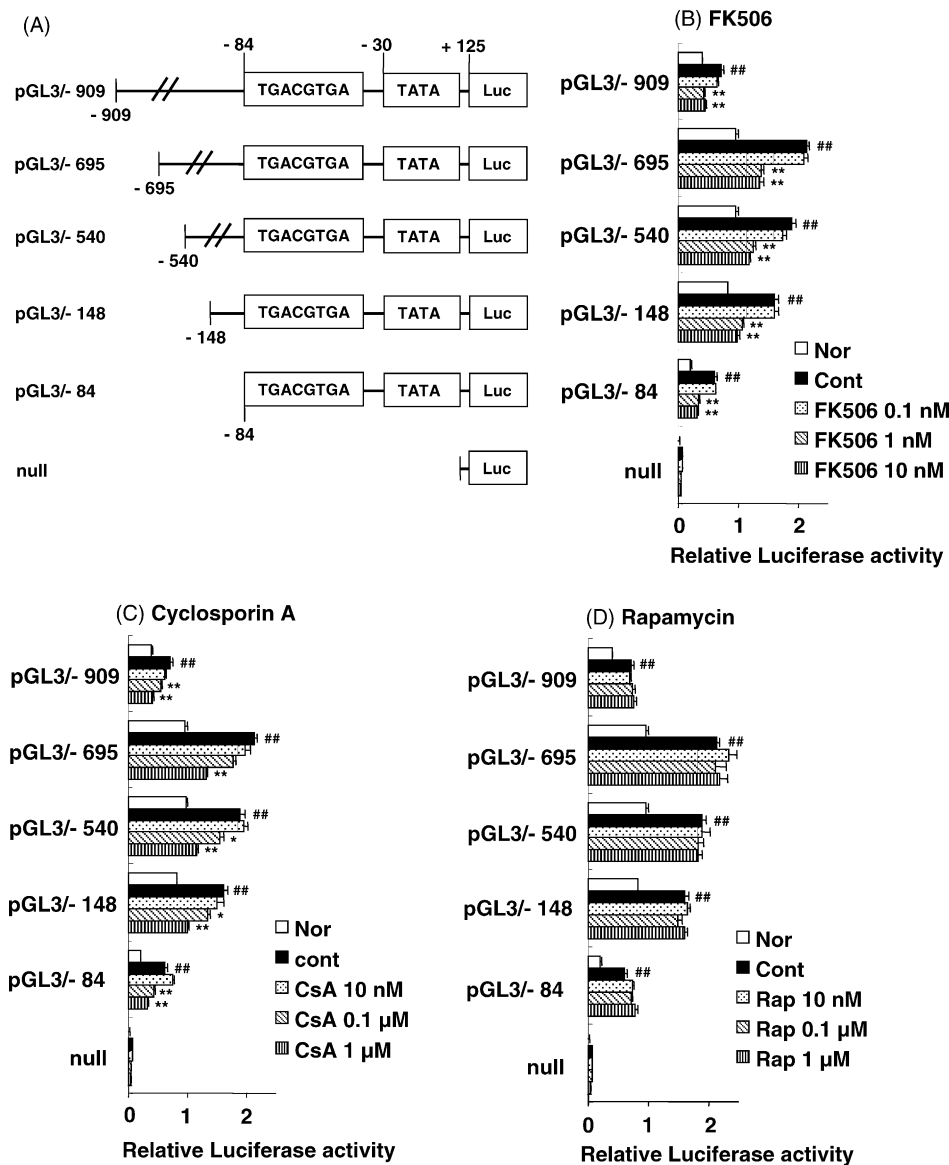 (A)
- 84 - 30 + 125
pGL3/- 909 TGACGTGA TATA Luc
- 909
pGL3/- 695 TGACGTGA TATA Luc
- 695
pGL3/- 540 TGACGTGA TATA Luc
- 540
pGL3/- 148 TGACGTGA TATA Luc
- 148
pGL3/- 84 TGACGTGA TATA Luc
- 84
null Luc
(B) FK506
pGL3/- 909
##
**
**
pGL3/- 695
##
**
**
pGL3/- 540
##
**
**
pGL3/- 148
##
**
**
pGL3/- 84
##
**
**
null
Nor
Cont
FK506 0.1 nM
FK506 1 nM
FK506 10 nM
0 1 2
Relative Luciferase activity
(C) Cyclosporin A
pGL3/- 909
##
**
**
pGL3/- 695
##
**
pGL3/- 540
##
*
**
pGL3/- 148
##
*
**
pGL3/- 84
##
**
**
null
Nor
cont
CsA 10 nM
CsA 0.1 µM
CsA 1 µM
0 1 2
Relative Luciferase activity
(D) Rapamycin
pGL3/- 909
##
pGL3/- 695
##
pGL3/- 540
##
pGL3/- 148
##
pGL3/- 84
##
null
Nor
Cont
Rap 10 nM
Rap 0.1 µM
Rap 1 µM
0 1 2
Relative Luciferase activity